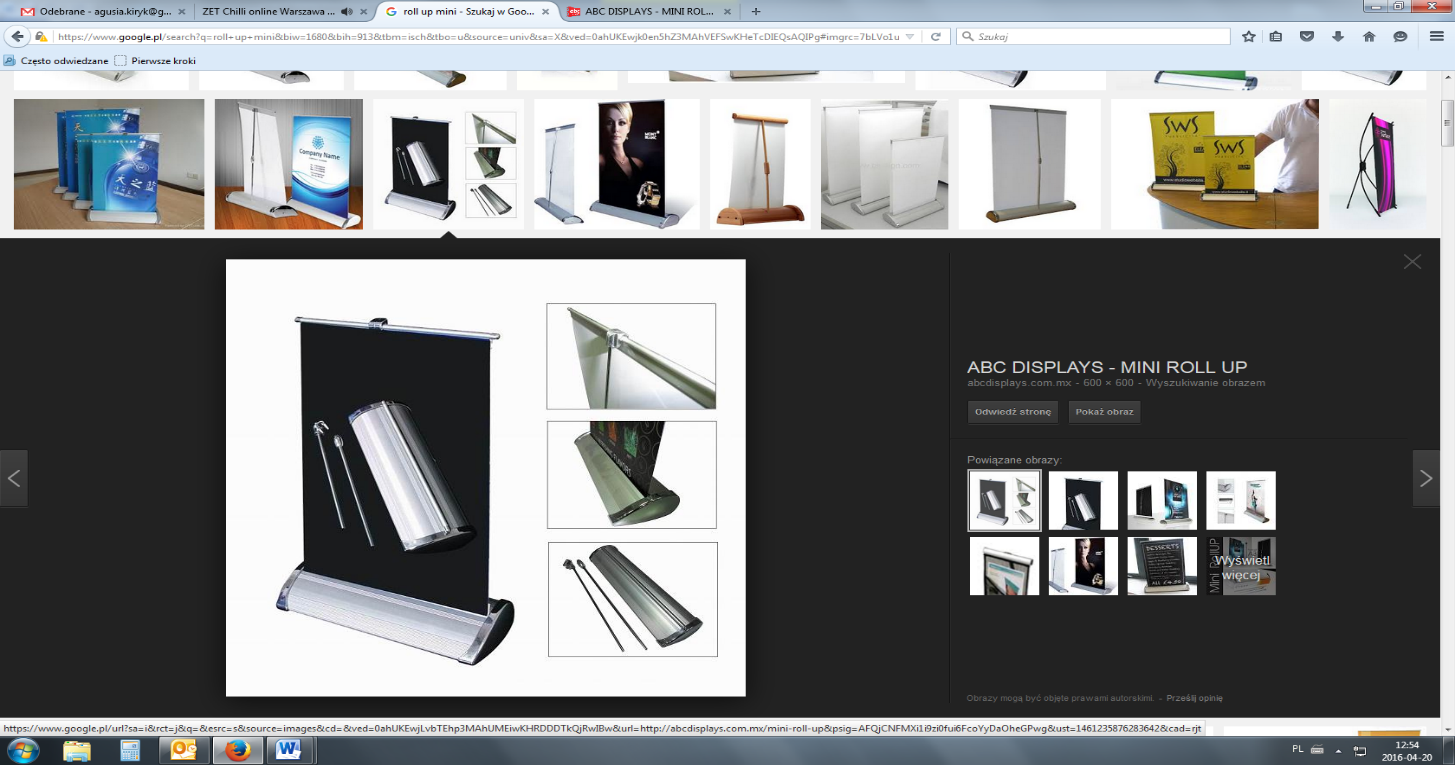 Odebrane - agusia.kiryk@g...
ZET Chilli online Warszawa ...
roll up mini - Szukaj w Goo...
ABC DISPLAYS - MINI ROL...
https://www.google.pl/search?q=roll+up+mini&biw=1680&bih=913&tbm=isch&tbo=u&source=univ&sa=X&ved=0ahUKEwjk0en5hZ3MAhVEFSwKHeTcDIEQsAQIPg#imgrc=7bLVo1u
Szukaj
Często odwiedzane
Pierwsze kroki
Company Name
MONT BLANC
SWS
SWS
ABC DISPLAYS - MINI ROLL UP
abcdisplays.com.mx - 600 × 600 - Wyszukiwanie obrazem
Odwiedź stronę
Pokaż obraz
Powiązane obrazy:
DESSERTS
Mini RollUP
Wyświetl
więcej
Obrazy mogą być objęte prawami autorskimi. - Prześlij opinię
https://www.google.pl/url?sa=i&rct=j&q=&esrc=s&source=images&cd=&ved=0ahUKEwjLvbTEhp3MAhUMEiwKHRDDDTkQjRwIBw&url=http://abcdisplays.com.mx/mini-roll-up&psig=AFQjCNFMXi1i9zi0fui6FcoYyDaOheGPwg&ust=1461235876283642&cad=rjt
PL
12:54
2016-04-20